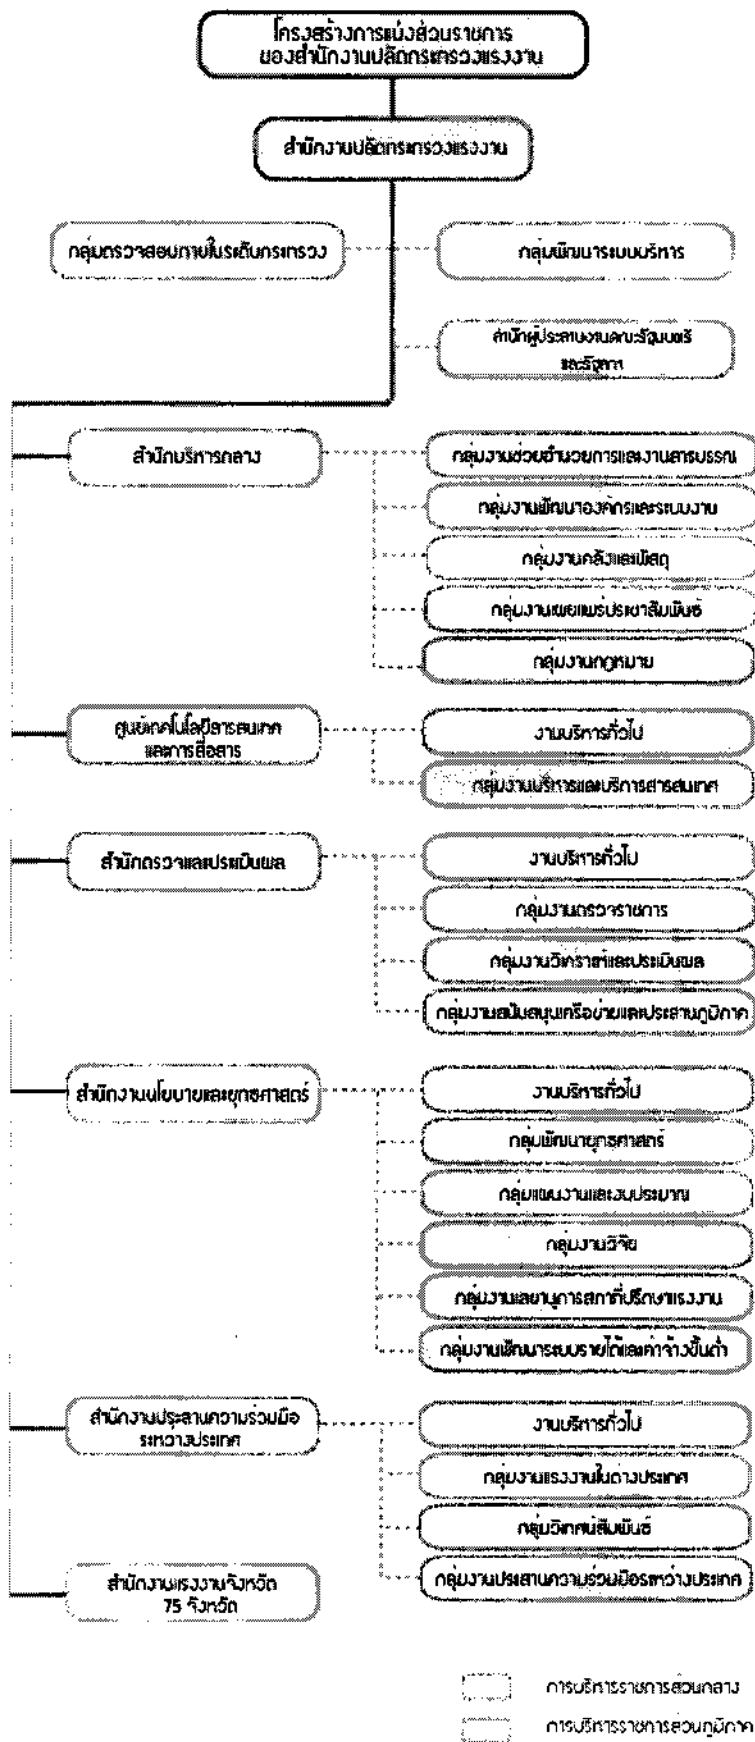 โครงสร้างการแบ่งส่วนราชการ
ของสำนักงานปลัดกระทรวงแรงงาน
สำนักงานปลัดกระทรวงแรงงาน
กลุ่มตรวจสอบภายในระดับกระทรวง
กลุ่มพัฒนาระบบบริหาร
สำนักผู้ประสานงานคณะรัฐมนตรี
และรัฐสภา
สำนักบริหารกลาง
กลุ่มงานช่วยอำนวยการและงานสารบรรณ
กลุ่มงานพัฒนาองค์กรและระบบงาน
กลุ่มงานคลังและพัสดุ
กลุ่มงานเผยแพร่ประชาสัมพันธ์
กลุ่มงานกฎหมาย
ศูนย์เทคโนโลยีสารสนเทศ
และการสื่อสาร
งานบริหารทั่วไป
กลุ่มงานบริหารและบริการสารสนเทศ
สำนักตรวจและประเมินผล
งานบริหารทั่วไป
กลุ่มงานตรวจราชการ
กลุ่มงานวิเคราะห์และประเมินผล
กลุ่มงานสนับสนุนเครือข่ายและประสานภูมิภาค
สำนักงานนโยบายและยุทธศาสตร์
งานบริหารทั่วไป
กลุ่มพัฒนายุทธศาสตร์
กลุ่มแผนงานและงบประมาณ
กลุ่มงานวิจัย
กลุ่มงานเลขานุการสภาที่ปรึกษาแรงงาน
กลุ่มงานพัฒนาระบบรายได้และค่าจ้างขั้นต่ำ
สำนักงานประสานความร่วมมือ
ระหว่างประเทศ
งานบริหารทั่วไป
กลุ่มงานแรงงานในต่างประเทศ
กลุ่มวิเทศสัมพันธ์
กลุ่มงานประสานความร่วมมือระหว่างประเทศ
สำนักงานแรงงานจังหวัด
75 จังหวัด
การบริหารราชการส่วนกลาง
การบริหารราชการส่วนภูมิภาค